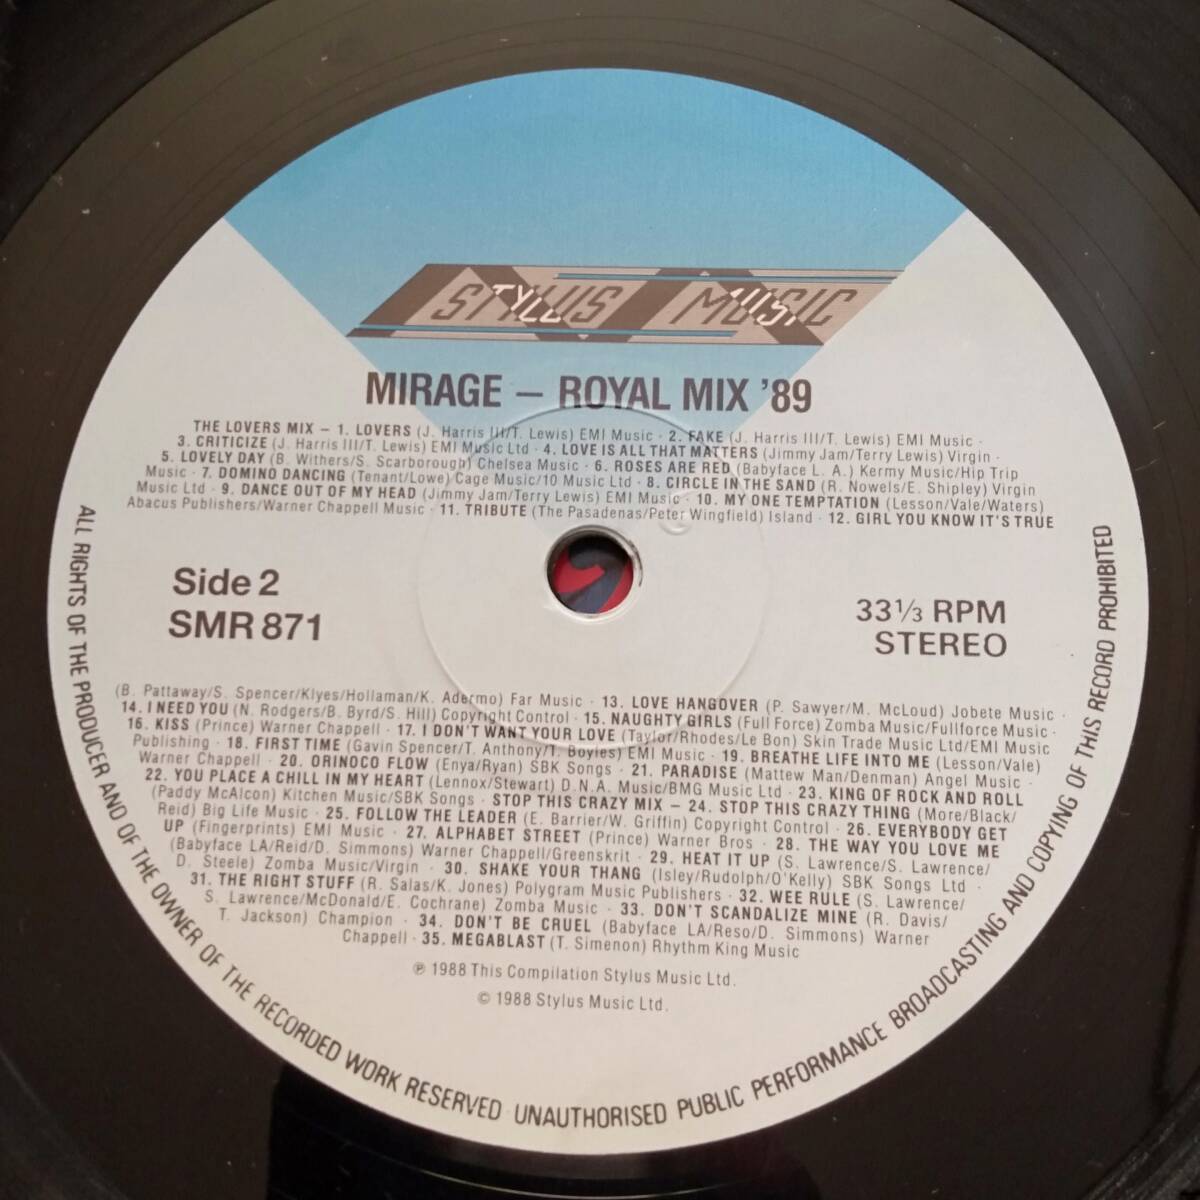 STYLUS MUSIC
MIRAGE – ROYAL MIX '89
THE LOVERS MIX – 1. LOVERS (J. Harris III/T. Lewis) EMI Music · 2. FAKE (J. Harris III/T. Lewis) EMI Music ·
3. CRITICIZE (J. Harris III/T. Lewis) EMI Music Ltd · 4. LOVE IS ALL THAT MATTERS (Jimmy Jam/Terry Lewis) Virgin ·
5. LOVELY DAY (B. Withers/S. Scarborough) Chelsea Music · 6. ROSES ARE RED (Babyface L. A.) Kermy Music/Hip Trip
Music · 7. DOMINO DANCING (Tenant/Lowe) Cage Music/10 Music Ltd · 8. CIRCLE IN THE SAND (R. Nowels/E. Shipley) Virgin
Music Ltd · 9. DANCE OUT OF MY HEAD (Jimmy Jam/Terry Lewis) EMI Music · 10. MY ONE TEMPTATION (Lesson/Vale/Waters)
Abacus Publishers/Warner Chappell Music · 11. TRIBUTE (The Pasadenas/Peter Wingfield) Island · 12. GIRL YOU KNOW IT'S TRUE
Side 2
SMR 871
33⅓ RPM
STEREO
(B. Pattaway/S. Spencer/Klyes/Hollaman/K. Adermo) Far Music · 13. LOVE HANGOVER (P. Sawyer/M. McLoud) Jobete Music ·
14. I NEED YOU (N. Rodgers/B. Byrd/S. Hill) Copyright Control · 15. NAUGHTY GIRLS (Full Force) Zomba Music/Fullforce Music ·
16. KISS (Prince) Warner Chappell · 17. I DON'T WANT YOUR LOVE (Taylor/Rhodes/Le Bon) Skin Trade Music Ltd/EMI Music
Publishing · 18. FIRST TIME (Gavin Spencer/T. Anthony/T. Boyles) EMI Music · 19. BREATHE LIFE INTO ME (Lesson/Vale)
Warner Chappell · 20. ORINOCO FLOW (Enya/Ryan) SBK Songs · 21. PARADISE (Mattew Man/Denman) Angel Music ·
22. YOU PLACE A CHILL IN MY HEART (Lennox/Stewart) D.N.A. Music/BMG Music Ltd · 23. KING OF ROCK AND ROLL
(Paddy McAlcon) Kitchen Music/SBK Songs · STOP THIS CRAZY MIX – 24. STOP THIS CRAZY THING (More/Black/
Reid) Big Life Music · 25. FOLLOW THE LEADER (E. Barrier/W. Griffin) Copyright Control · 26. EVERYBODY GET
UP (Fingerprints) EMI Music · 27. ALPHABET STREET (Prince) Warner Bros · 28. THE WAY YOU LOVE ME
(Babyface LA/Reid/D. Simmons) Warner Chappell/Greenskrit · 29. HEAT IT UP (S. Lawrence/S. Lawrence/
D. Steele) Zomba Music/Virgin · 30. SHAKE YOUR THANG (Isley/Rudolph/O'Kelly) SBK Songs Ltd ·
31. THE RIGHT STUFF (R. Salas/K. Jones) Polygram Music Publishers · 32. WEE RULE (S. Lawrence/
S. Lawrence/McDonald/E. Cochrane) Zomba Music · 33. DON'T SCANDALIZE MINE (R. Davis/
T. Jackson) Champion · 34. DON'T BE CRUEL (Babyface LA/Reso/D. Simmons) Warner
Chappell · 35. MEGABLAST (T. Simenon) Rhythm King Music
℗ 1988 This Compilation Stylus Music Ltd.
© 1988 Stylus Music Ltd.
ALL RIGHTS OF THE PRODUCER AND OF THE OWNER OF THE RECORDED WORK RESERVED UNAUTHORISED PUBLIC PERFORMANCE BROADCASTING AND COPYING OF THIS RECORD PROHIBITED